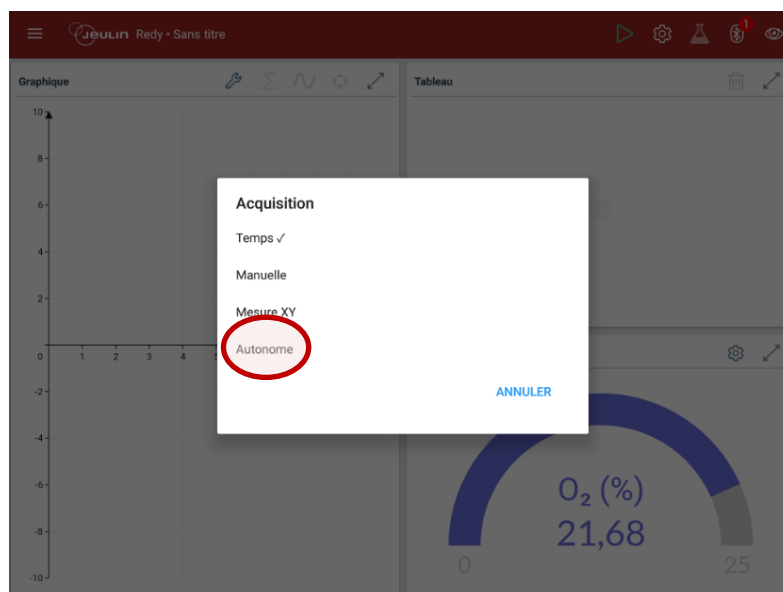 Jeulin Redy • Sans titre
1
Graphique
Tableau
10
8
6
4
2
0 1 2 3 4 5
-2
-4
-6
-8
-10
Acquisition
Temps ✓
Manuelle
Mesure XY
Autonome
ANNULER
O₂ (%)
21,68
0 25